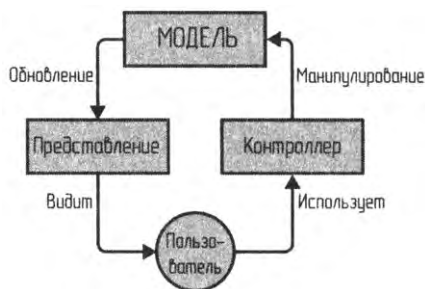 МОДЕЛЬ
Обновление
Манипулирование
Представление
Контроллер
Видит
Использует
Пользо-
ватель